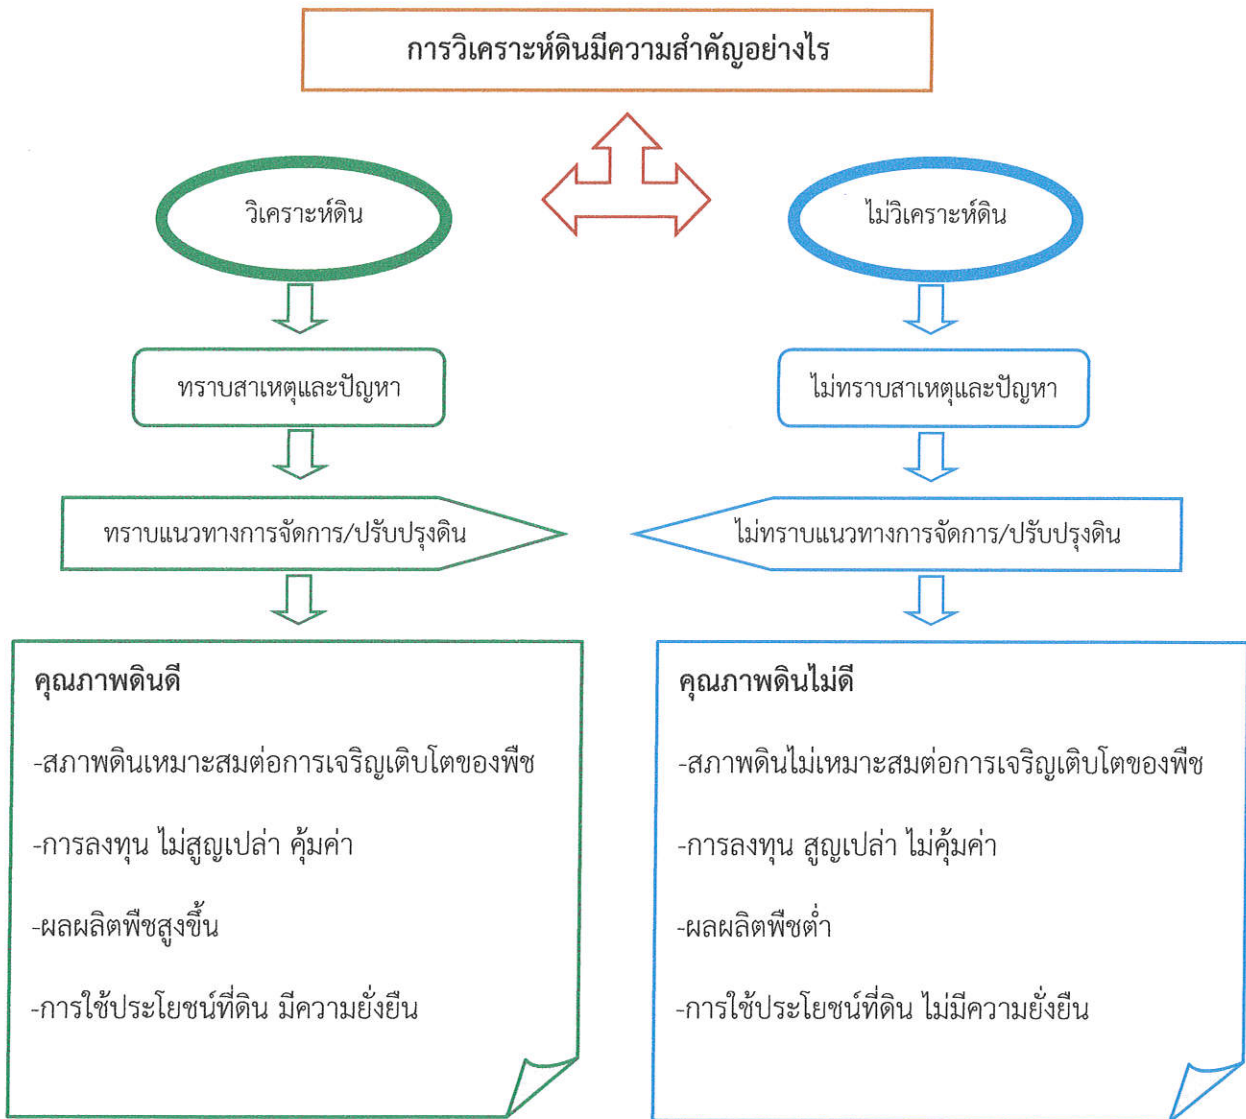 การวิเคราะห์ดินมีความสำคัญอย่างไร
วิเคราะห์ดิน
ไม่วิเคราะห์ดิน
ทราบสาเหตุและปัญหา
ไม่ทราบสาเหตุและปัญหา
ทราบแนวทางการจัดการ/ปรับปรุงดิน
ไม่ทราบแนวทางการจัดการ/ปรับปรุงดิน
คุณภาพดินดี
-สภาพดินเหมาะสมต่อการเจริญเติบโตของพืช
-การลงทุน ไม่สูญเปล่า คุ้มค่า
-ผลผลิตพืชสูงขึ้น
-การใช้ประโยชน์ที่ดิน มีความยั่งยืน
คุณภาพดินไม่ดี
-สภาพดินไม่เหมาะสมต่อการเจริญเติบโตของพืช
-การลงทุน สูญเปล่า ไม่คุ้มค่า
-ผลผลิตพืชต่ำ
-การใช้ประโยชน์ที่ดิน ไม่มีความยั่งยืน